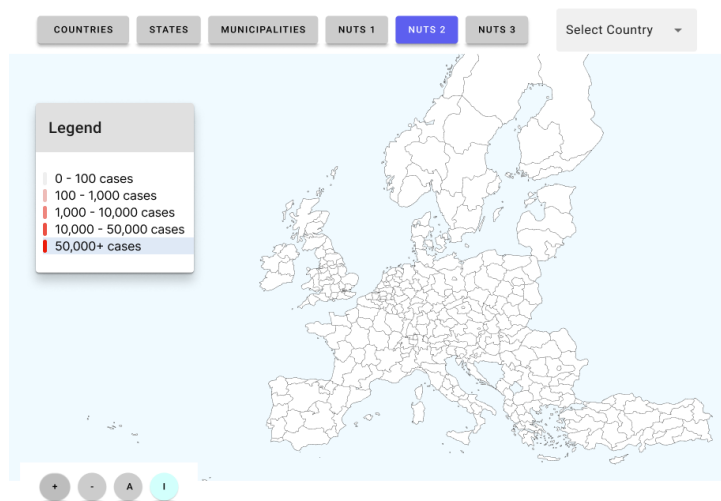 COUNTRIES STATES MUNICIPALITIES NUTS 1 NUTS 2 NUTS 3 Select Country
Legend
0 - 100 cases
100 - 1,000 cases
1,000 - 10,000 cases
10,000 - 50,000 cases
50,000+ cases
+ - A I